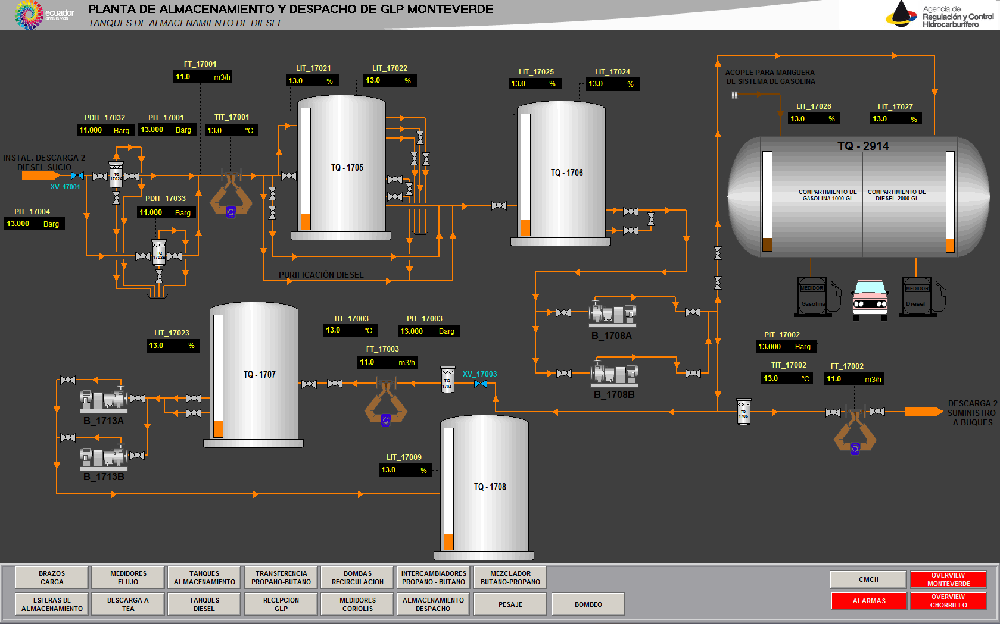 ecuador
ama la vida
PLANTA DE ALMACENAMIENTO Y DESPACHO DE GLP MONTEVERDE
TANQUES DE ALMACENAMIENTO DE DIESEL
Agencia de
Regulación y Control
Hidrocarburífero
FT_17001
11.0 m3/h
LIT_17021
13.0 %
LIT_17022
13.0 %
LIT_17025
13.0 %
LIT_17024
13.0 %
ACOPLE PARA MANGUERA
DE SISTEMA DE GASOLINA
LIT_17026
13.0 %
LIT_17027
13.0 %
PDIT_17032
11.000 Barg
PIT_17001
13.000 Barg
TIT_17001
13.0 ºC
INSTAL. DESCARGA 2
DIESEL SUCIO
XV_17001
TQ
1702A
PIT_17004
13.000 Barg
PDIT_17033
11.000 Barg
TQ
1702B
TQ - 1705
TQ - 1706
TQ - 2914
COMPARTIMIENTO DE
GASOLINA 1000 GL
COMPARTIMIENTO DE
DIESEL 2000 GL
PURIFICACIÓN DIESEL
MEDIDOR
Gasolina
MEDIDOR
Diesel
LIT_17023
13.0 %
TQ - 1707
TIT_17003
13.0 ºC
PIT_17003
13.000 Barg
FT_17003
11.0 m3/h
TQ
1704
XV_17003
B_1708A
B_1708B
PIT_17002
13.000 Barg
TIT_17002
13.0 ºC
FT_17002
11.0 m3/h
TQ
DESCARGA 2
SUMINISTRO
A BUQUES
B_1713A
B_1713B
LIT_17009
13.0 %
TQ - 1708
BRAZOS
CARGA
MEDIDORES
FLUJO
TANQUES
ALMACENAMIENTO
TRANSFERENCIA
PROPANO-BUTANO
BOMBAS
RECIRCULACION
INTERCAMBIADORES
PROPANO - BUTANO
MEZCLADOR
BUTANO-PROPANO
CMCH
OVERVIEW
MONTEVERDE
ESFERAS DE
ALMACENAMIENTO
DESCARGA A
TEA
TANQUES
DIESEL
RECEPCION
GLP
MEDIDORES
CORIOLIS
ALMACENAMIENTO
DESPACHO
PESAJE
BOMBEO
ALARMAS
OVERVIEW
CHORRILLO